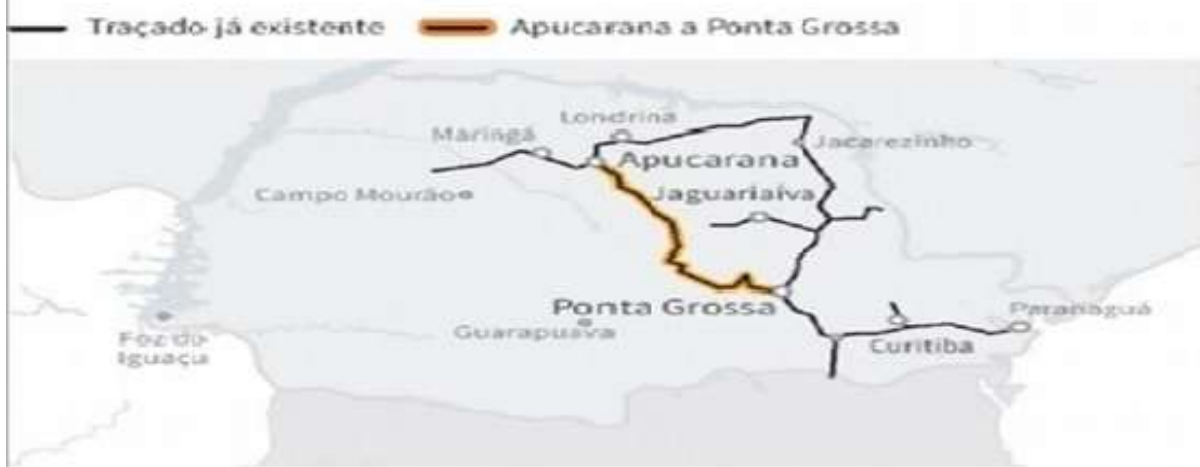 Traçado já existente
Apucarana a Ponta Grossa
Londrina
Maringá
Jacarezinho
Apucarana
Campo Mourão
Jaguariaíva
Ponta Grossa
Paranaguá
Guarapuava
Foz do
Iguaçu
Curitiba